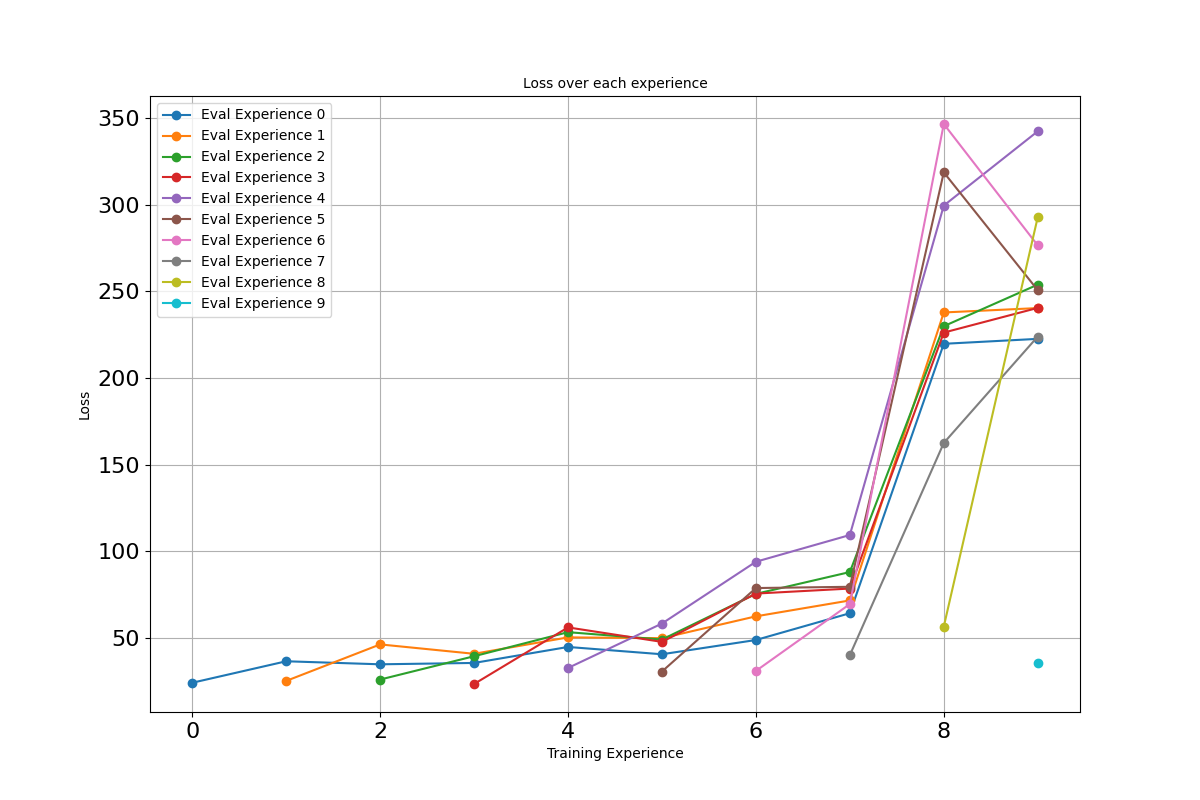 Loss over each experience
350
300
250
200
150
100
50
Loss
Eval Experience 0
Eval Experience 1
Eval Experience 2
Eval Experience 3
Eval Experience 4
Eval Experience 5
Eval Experience 6
Eval Experience 7
Eval Experience 8
Eval Experience 9
0 2 4 6 8
Training Experience